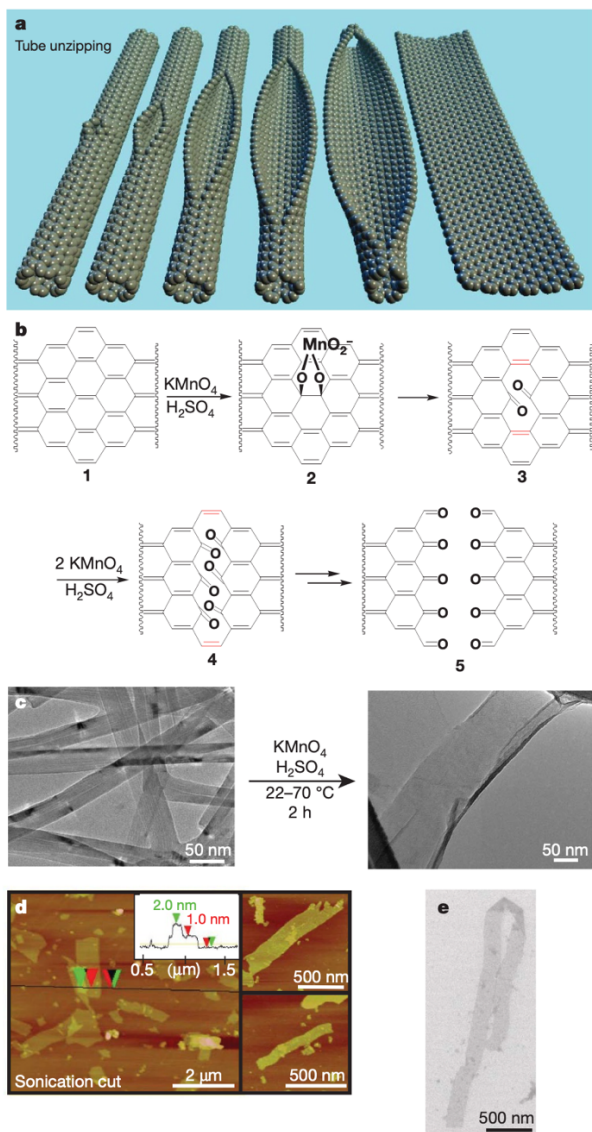 a
Tube unzipping
b
KMnO₄
H₂SO₄
MnO₂⁻
O O
O
O
1
2
3
2 KMnO₄
H₂SO₄
O
O
O
O
O
O
O O
O O
O O
O O
O O
4
5
c
50 nm
KMnO₄
H₂SO₄
22–70 °C
2 h
50 nm
d
2.0 nm
1.0 nm
0.5 (μm) 1.5
Sonication cut
2 μm
500 nm
500 nm
e
500 nm